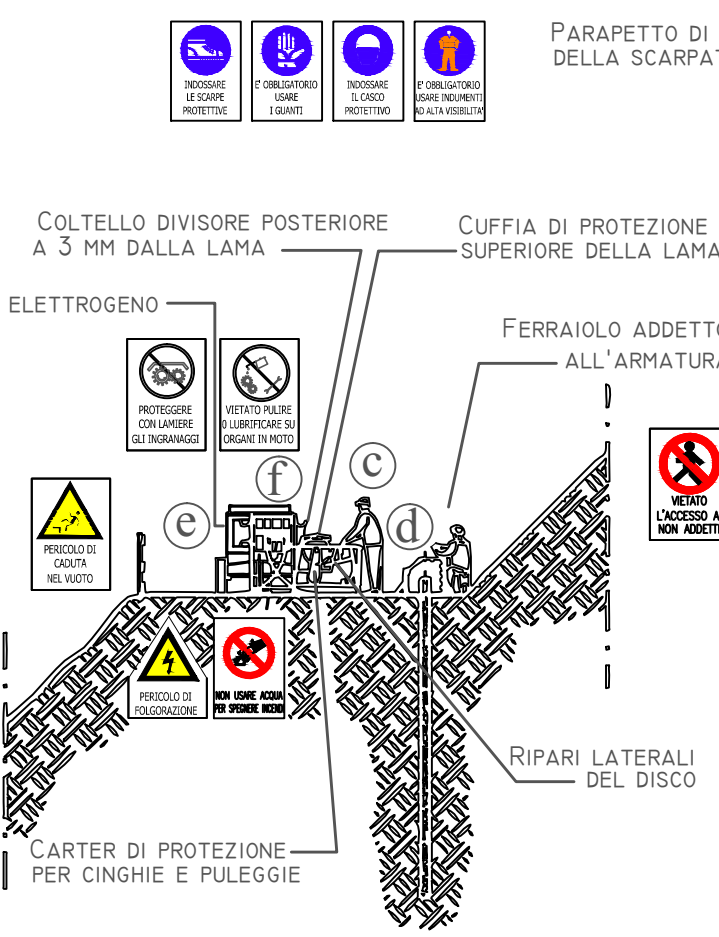 PARAPETTO DI
DELLA SCARPAT
INDOSSARE
LE SCARPE
PROTETTIVE
E' OBBLIGATORIO
USARE
I GUANTI
INDOSSARE
IL CASCO
PROTETTIVO
E' OBBLIGATORIO
USARE INDUMENTI
AD ALTA VISIBILITA'
COLTELLO DIVISORE POSTERIORE
A 3 MM DALLA LAMA
CUFFIA DI PROTEZIONE
SUPERIORE DELLA LAMA
ELETTROGENO
FERRAIOLO ADDETTO
ALL'ARMATURA
PROTEGGERE
CON LAMIERE
GLI INGRANAGGI
VIETATO PULIRE
O LUBRIFICARE SU
ORGANI IN MOTO
c
f
e
d
VIETATO
L'ACCESSO A
NON ADDETTI
PERICOLO DI
CADUTA
NEL VUOTO
PERICOLO DI
FOLGORAZIONE
NON USARE ACQUA
PER SPEGNERE INCENDI
RIPARI LATERALI
DEL DISCO
CARTER DI PROTEZIONE
PER CINGHIE E PULEGGIE